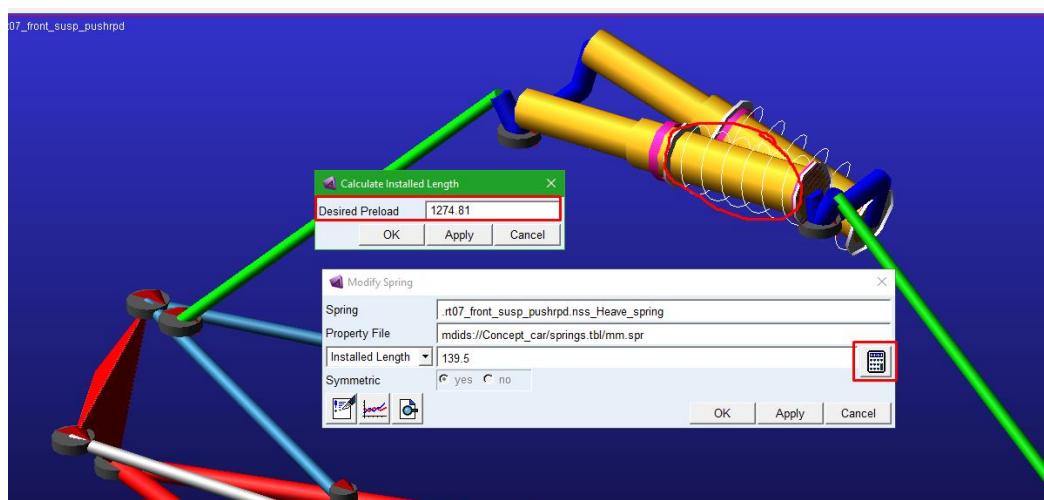 07_front_susp_pushrpd
Calculate Installed Length
Desired Preload 1274.81
OK Apply Cancel
Modify Spring
Spring .rt07_front_susp_pushrpd.nss_Heave_spring
Property File mdids://Concept_car/springs.tbl/mm.spr
Installed Length 139.5
Symmetric yes no
OK Apply Cancel